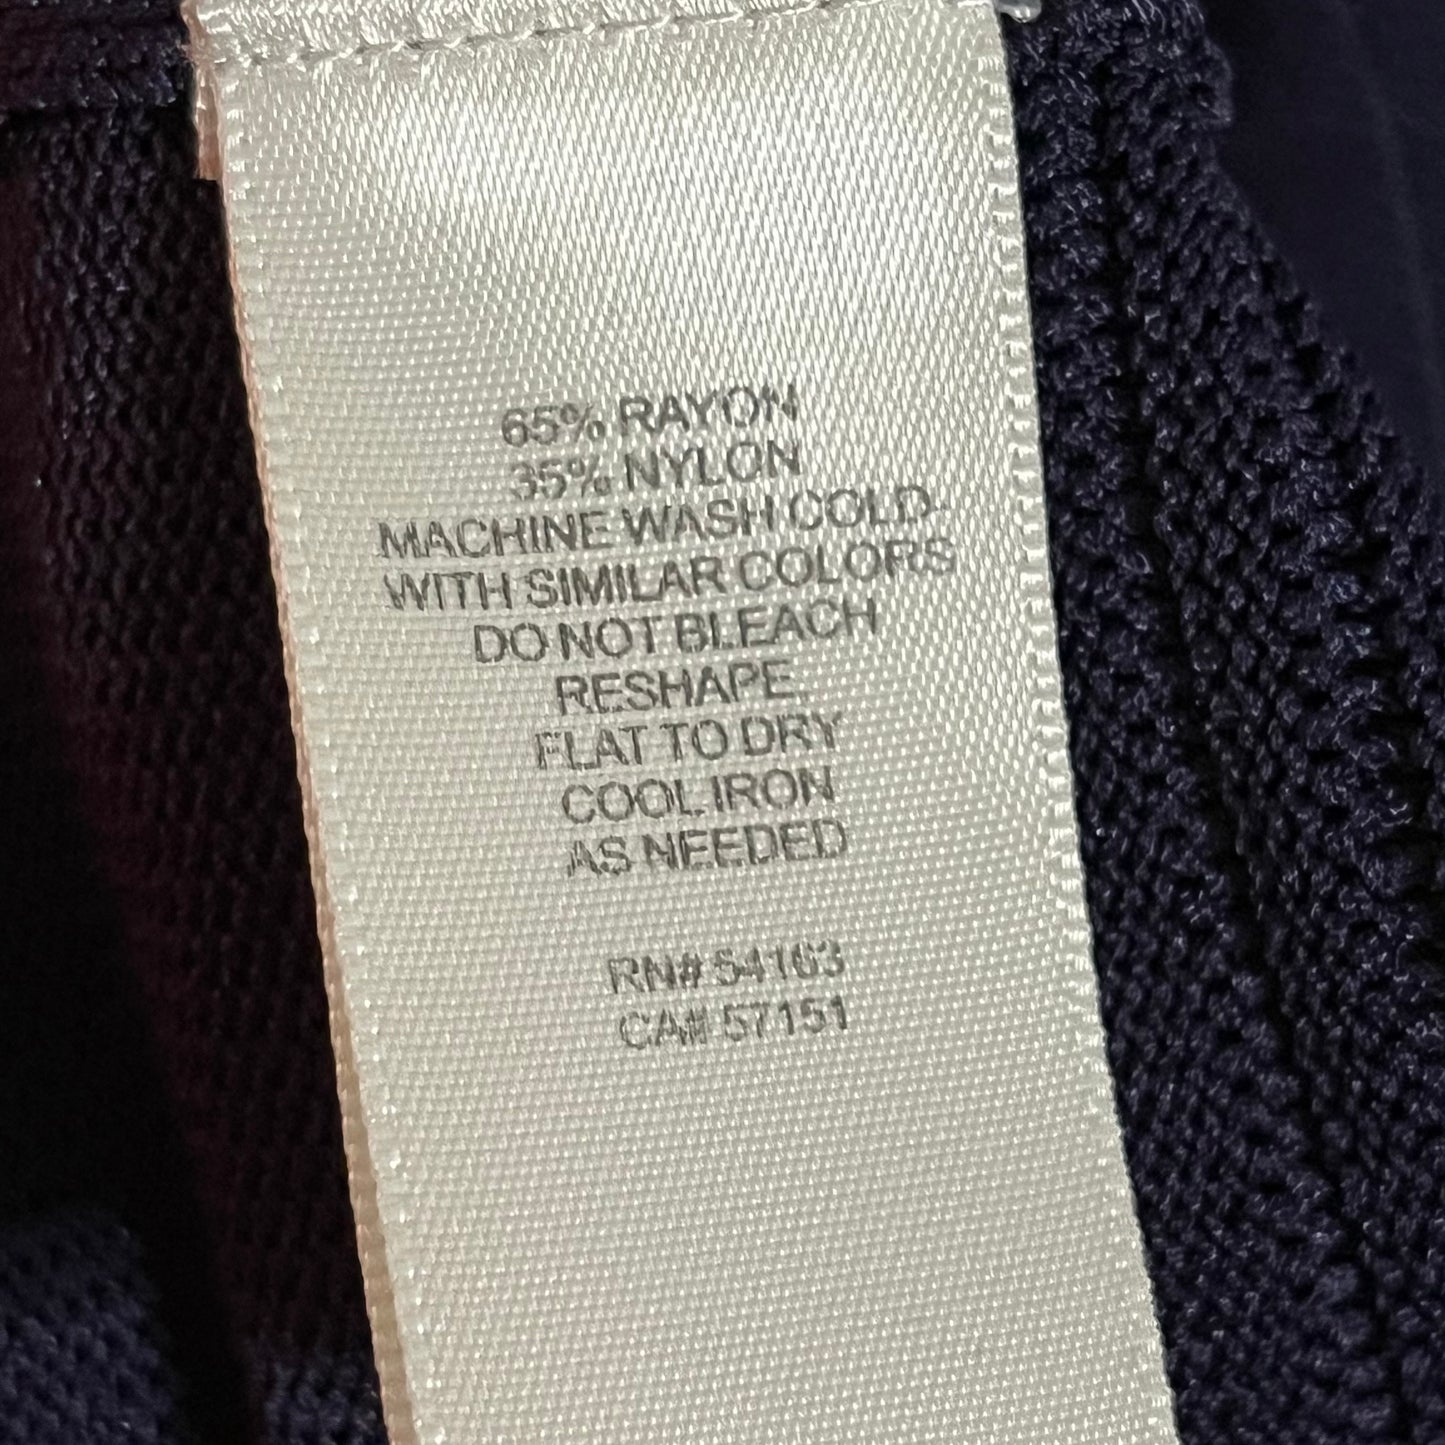 65% RAYON
35% NYLON
MACHINE WASH COLD-
WITH SIMILAR COLORS
DO NOT BLEACH
RESHAPE
FLAT TO DRY
COOL IRON
AS NEEDED
RN# 54163
CA# 57151